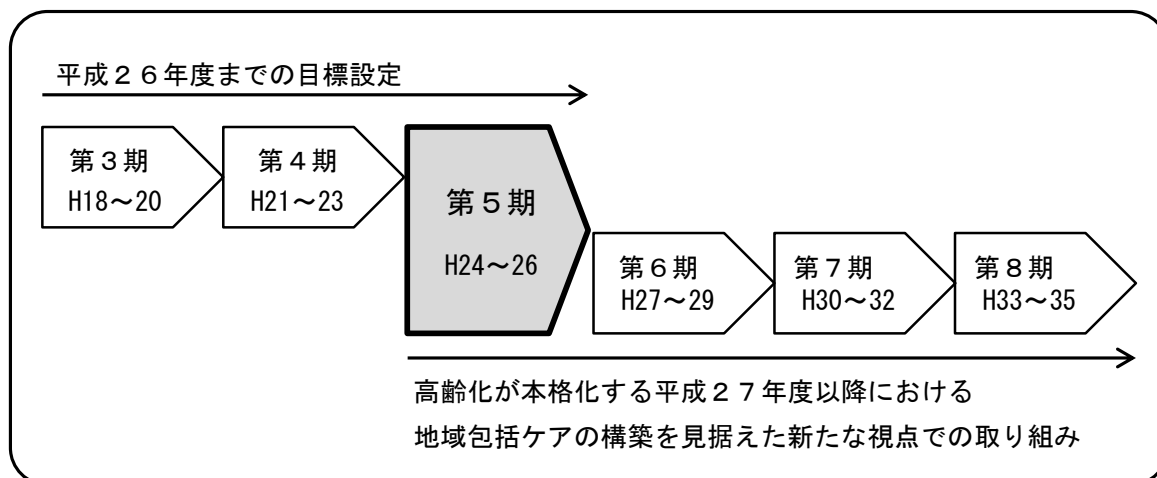 平成２６年度までの目標設定
第３期
H18～20
第４期
H21～23
第５期
H24～26
第６期
H27～29
第７期
H30～32
第８期
H33～35
高齢化が本格化する平成２７年度以降における
地域包括ケアの構築を見据えた新たな視点での取り組み